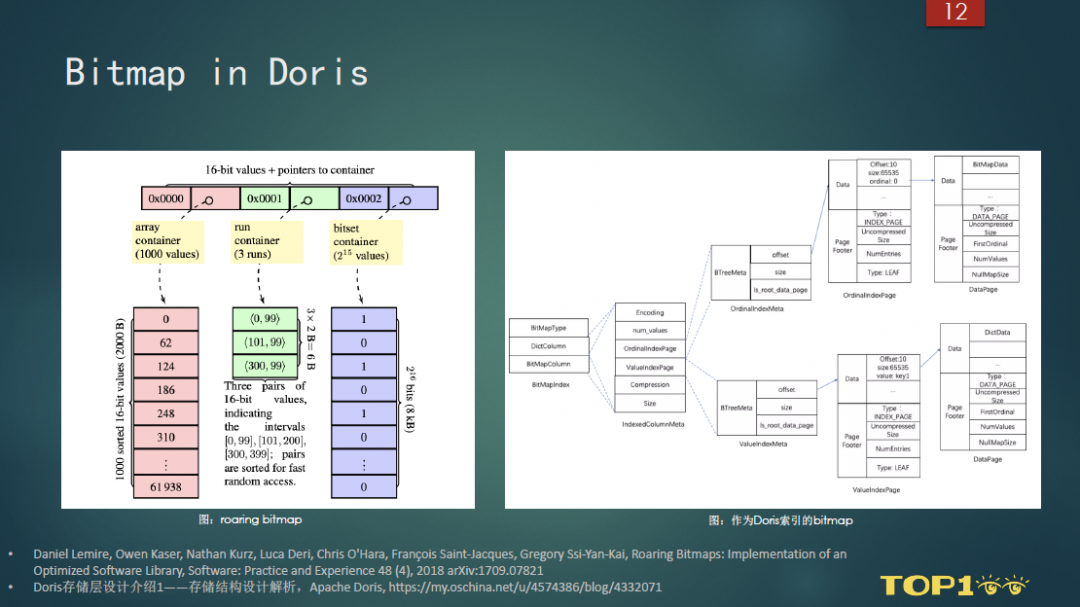 12
Bitmap in Doris
16-bit values + pointers to container
0x0000
0x0001
0x0002
array
container
(1000 values)
run
container
(3 runs)
bitset
container
(2¹⁵ values)
1000 sorted 16-bit values (2000 B)
0
62
124
186
248
310
⋮
61 938
⟨0, 99⟩
⟨101, 99⟩
⟨300, 99⟩
3 × 2 B = 6 B
Three pairs of
16-bit values,
indicating
the intervals
[0, 99], [101, 200],
[300, 399]; pairs
are sorted for fast
random access.
1
0
1
0
1
0
⋮
0
2¹⁶ bits (8 kB)
图：roaring bitmap
BitMapType
DictColumn
BitMapColumn
BitMapIndex
Encoding
num_values
OrdinalIndexPage
ValueIndexPage
Compression
Size
IndexedColumnMeta
BTreeMeta
offset
size
Is_root_data_page
OrdinalIndexMeta
BTreeMeta
offset
size
Is_root_data_page
ValueIndexMeta
Data
Offset:10
size:65535
ordinal: 0
...
Page
Footer
Type：
INDEX_PAGE
Uncompressed
Size
NumEntries
Type: LEAF
OrdinalIndexPage
Data
BitMapData
...
Page
Footer
Type：
DATA_PAGE
Uncompressed
Size
FirstOrdinal
NumValues
NullMapSize
DataPage
Data
Offset:10
size:65535
value: key1
...
Page
Footer
Type：
INDEX_PAGE
Uncompressed
Size
NumEntries
Type: LEAF
ValueIndexPage
Data
DictData
...
Page
Footer
Type：
DATA_PAGE
Uncompressed
Size
FirstOrdinal
NumValues
NullMapSize
DataPage
图：作为Doris索引的bitmap
• Daniel Lemire, Owen Kaser, Nathan Kurz, Luca Deri, Chris O'Hara, François Saint-Jacques, Gregory Ssi-Yan-Kai, Roaring Bitmaps: Implementation of an
Optimized Software Library, Software: Practice and Experience 48 (4), 2018 arXiv:1709.07821
• Doris存储层设计介绍1——存储结构设计解析，Apache Doris, https://my.oschina.net/u/4574386/blog/4332071
TOP100